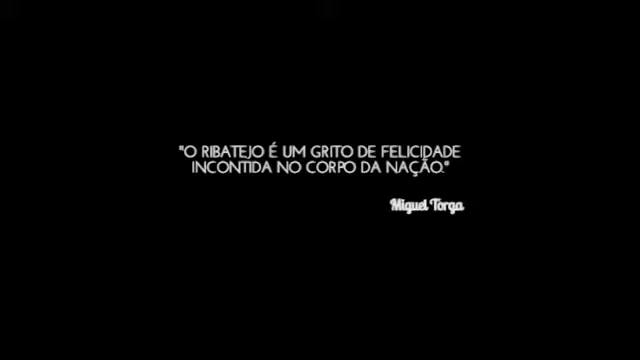 "O RIBATEJO É UM GRITO DE FELICIDADE
INCONTIDA NO CORPO DA NAÇÃO."
Miguel Torga